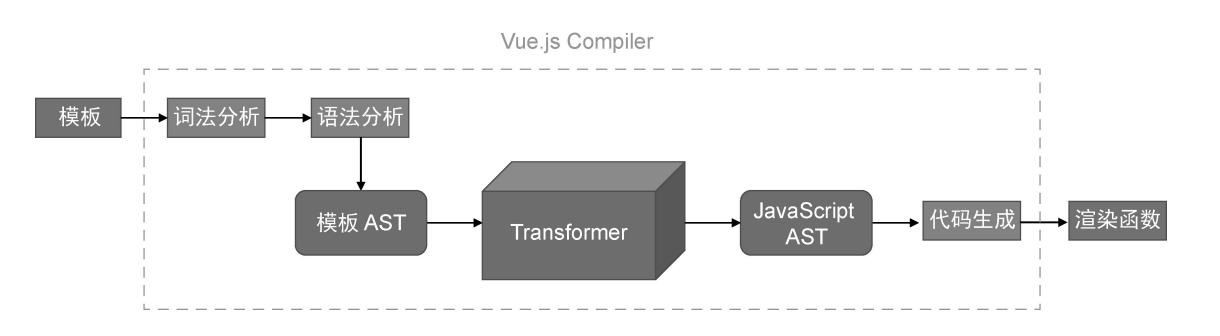 Vue.js Compiler
模板
词法分析
语法分析
模板 AST
Transformer
JavaScript
AST
代码生成
渲染函数